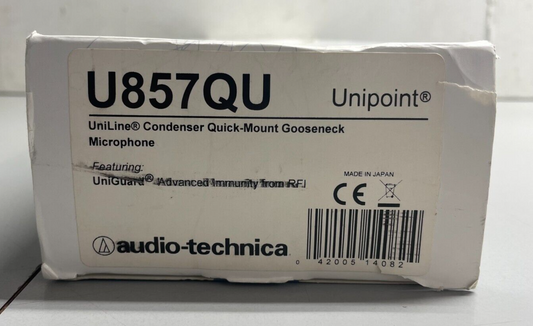 U857QU
Unipoint®
UniLine® Condenser Quick-Mount Gooseneck
Microphone
Featuring:
UniGuard® Advanced Immunity from RFI
MADE IN JAPAN
CE
audio-technica
0 42005 14082